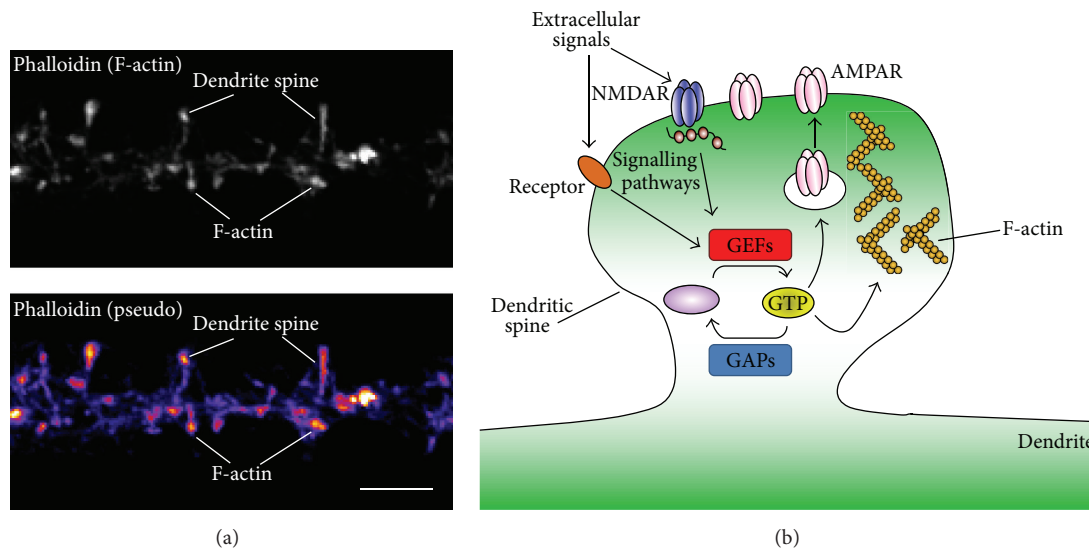 Phalloidin (F-actin)
Dendrite spine
F-actin
Phalloidin (pseudo)
Dendrite spine
F-actin
(a)
Extracellular
signals
NMDAR
AMPAR
Receptor
Signalling
pathways
GEFs
F-actin
Dendritic
spine
GTP
GAPs
Dendrite
(b)